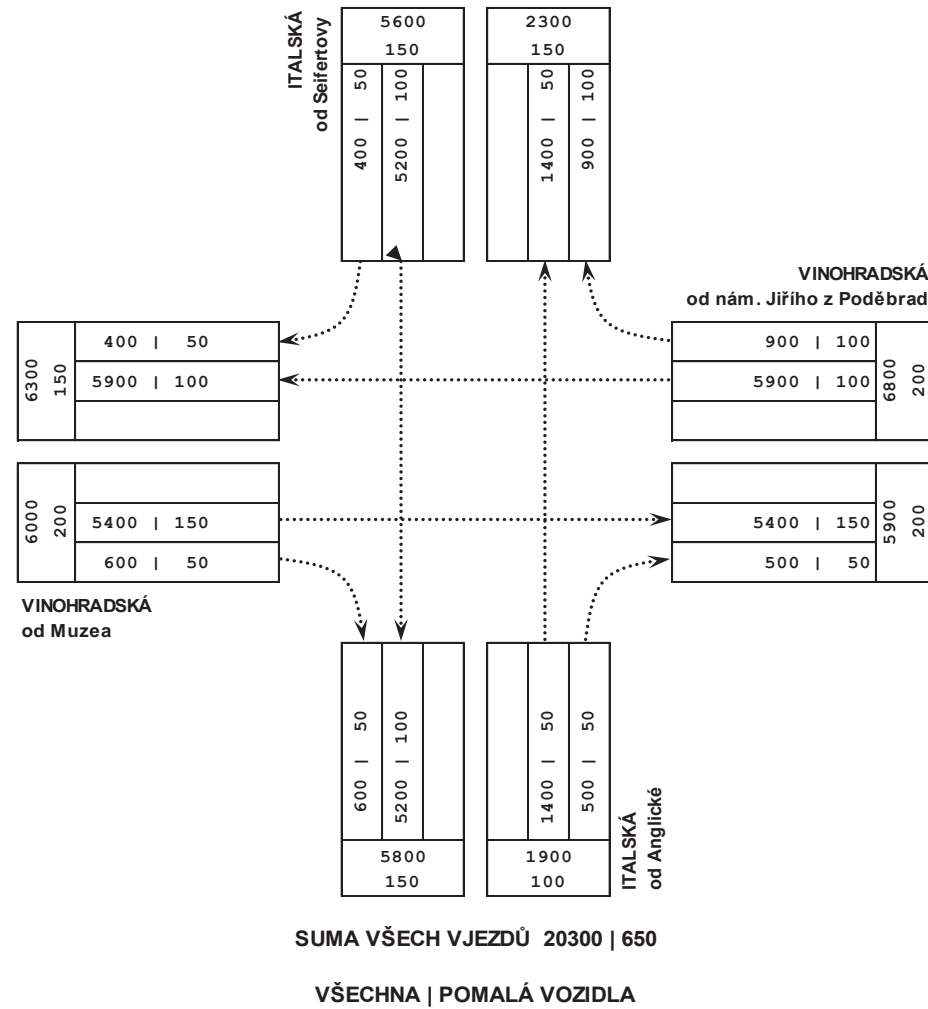 ITALSKÁ
od Seifertovy
5600
150
400 | 50
5200 | 100
2300
150
1400 | 50
900 | 100
VINOHRADSKÁ
od nám. Jiřího z Poděbrad
6300
150
400 | 50
5900 | 100
900 | 100
5900 | 100
6800
200
6000
200
5400 | 150
600 | 50
5400 | 150
500 | 50
5900
200
VINOHRADSKÁ
od Muzea
600 | 50
5200 | 100
5800
150
1400 | 50
500 | 50
1900
100
ITALSKÁ
od Anglické
SUMA VŠECH VJEZDŮ 20300 | 650
VŠECHNA | POMALÁ VOZIDLA